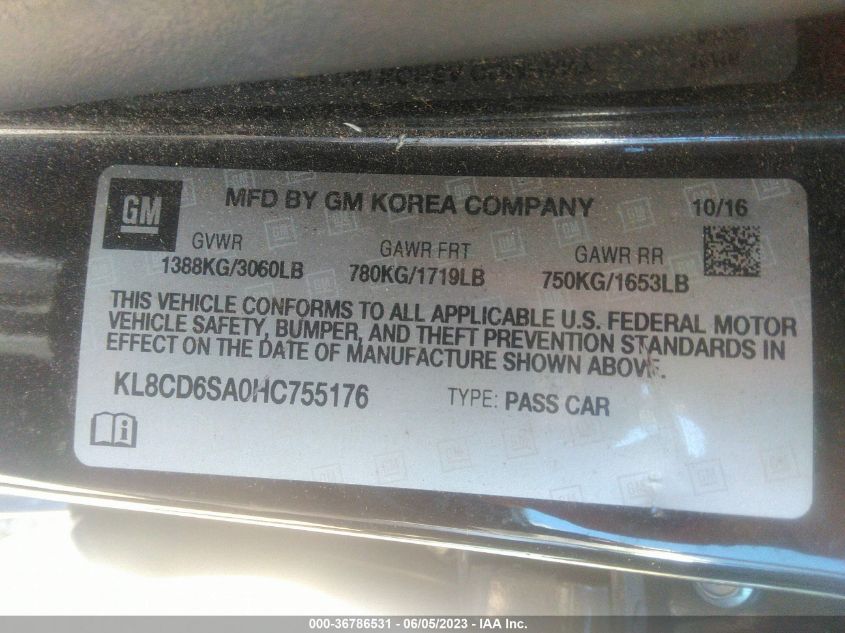 GM
MFD BY GM KOREA COMPANY 10/16
GVWR GAWR FRT GAWR RR
1388KG/3060LB 780KG/1719LB 750KG/1653LB
THIS VEHICLE CONFORMS TO ALL APPLICABLE U.S. FEDERAL MOTOR
VEHICLE SAFETY, BUMPER, AND THEFT PREVENTION STANDARDS IN
EFFECT ON THE DATE OF MANUFACTURE SHOWN ABOVE.
KL8CD6SA0HC755176 TYPE: PASS CAR
000-36786531 - 06/05/2023 - IAA Inc.